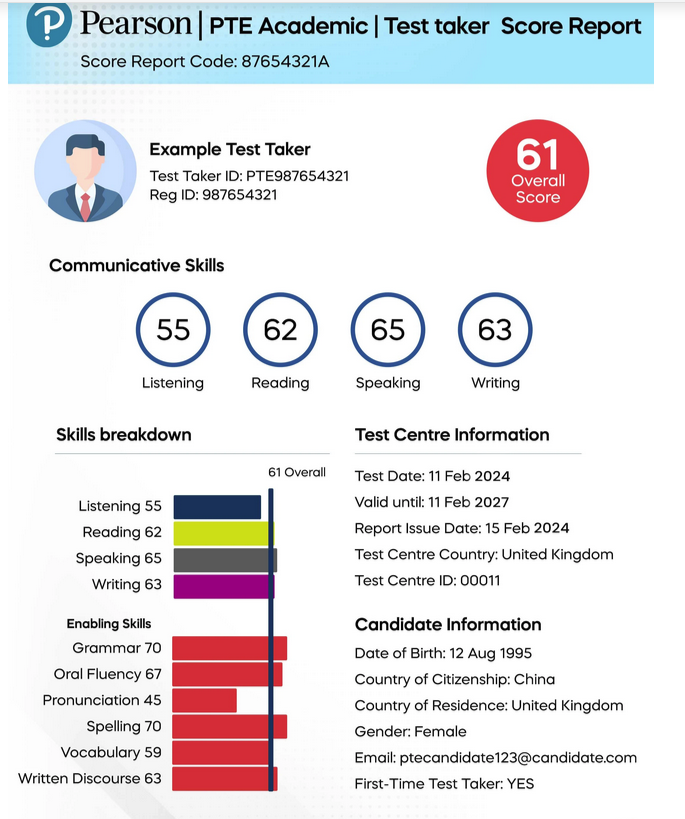 Pearson | PTE Academic | Test taker Score Report
Score Report Code: 87654321A
Example Test Taker
Test Taker ID: PTE987654321
Reg ID: 987654321
61
Overall
Score
Communicative Skills
55 62 65 63
Listening Reading Speaking Writing
Skills breakdown
61 Overall
Listening 55
Reading 62
Speaking 65
Writing 63
Enabling Skills
Grammar 70
Oral Fluency 67
Pronunciation 45
Spelling 70
Vocabulary 59
Written Discourse 63
Test Centre Information
Test Date: 11 Feb 2024
Valid until: 11 Feb 2027
Report Issue Date: 15 Feb 2024
Test Centre Country: United Kingdom
Test Centre ID: 00011
Candidate Information
Date of Birth: 12 Aug 1995
Country of Citizenship: China
Country of Residence: United Kingdom
Gender: Female
Email: ptecandidate123@candidate.com
First-Time Test Taker: YES